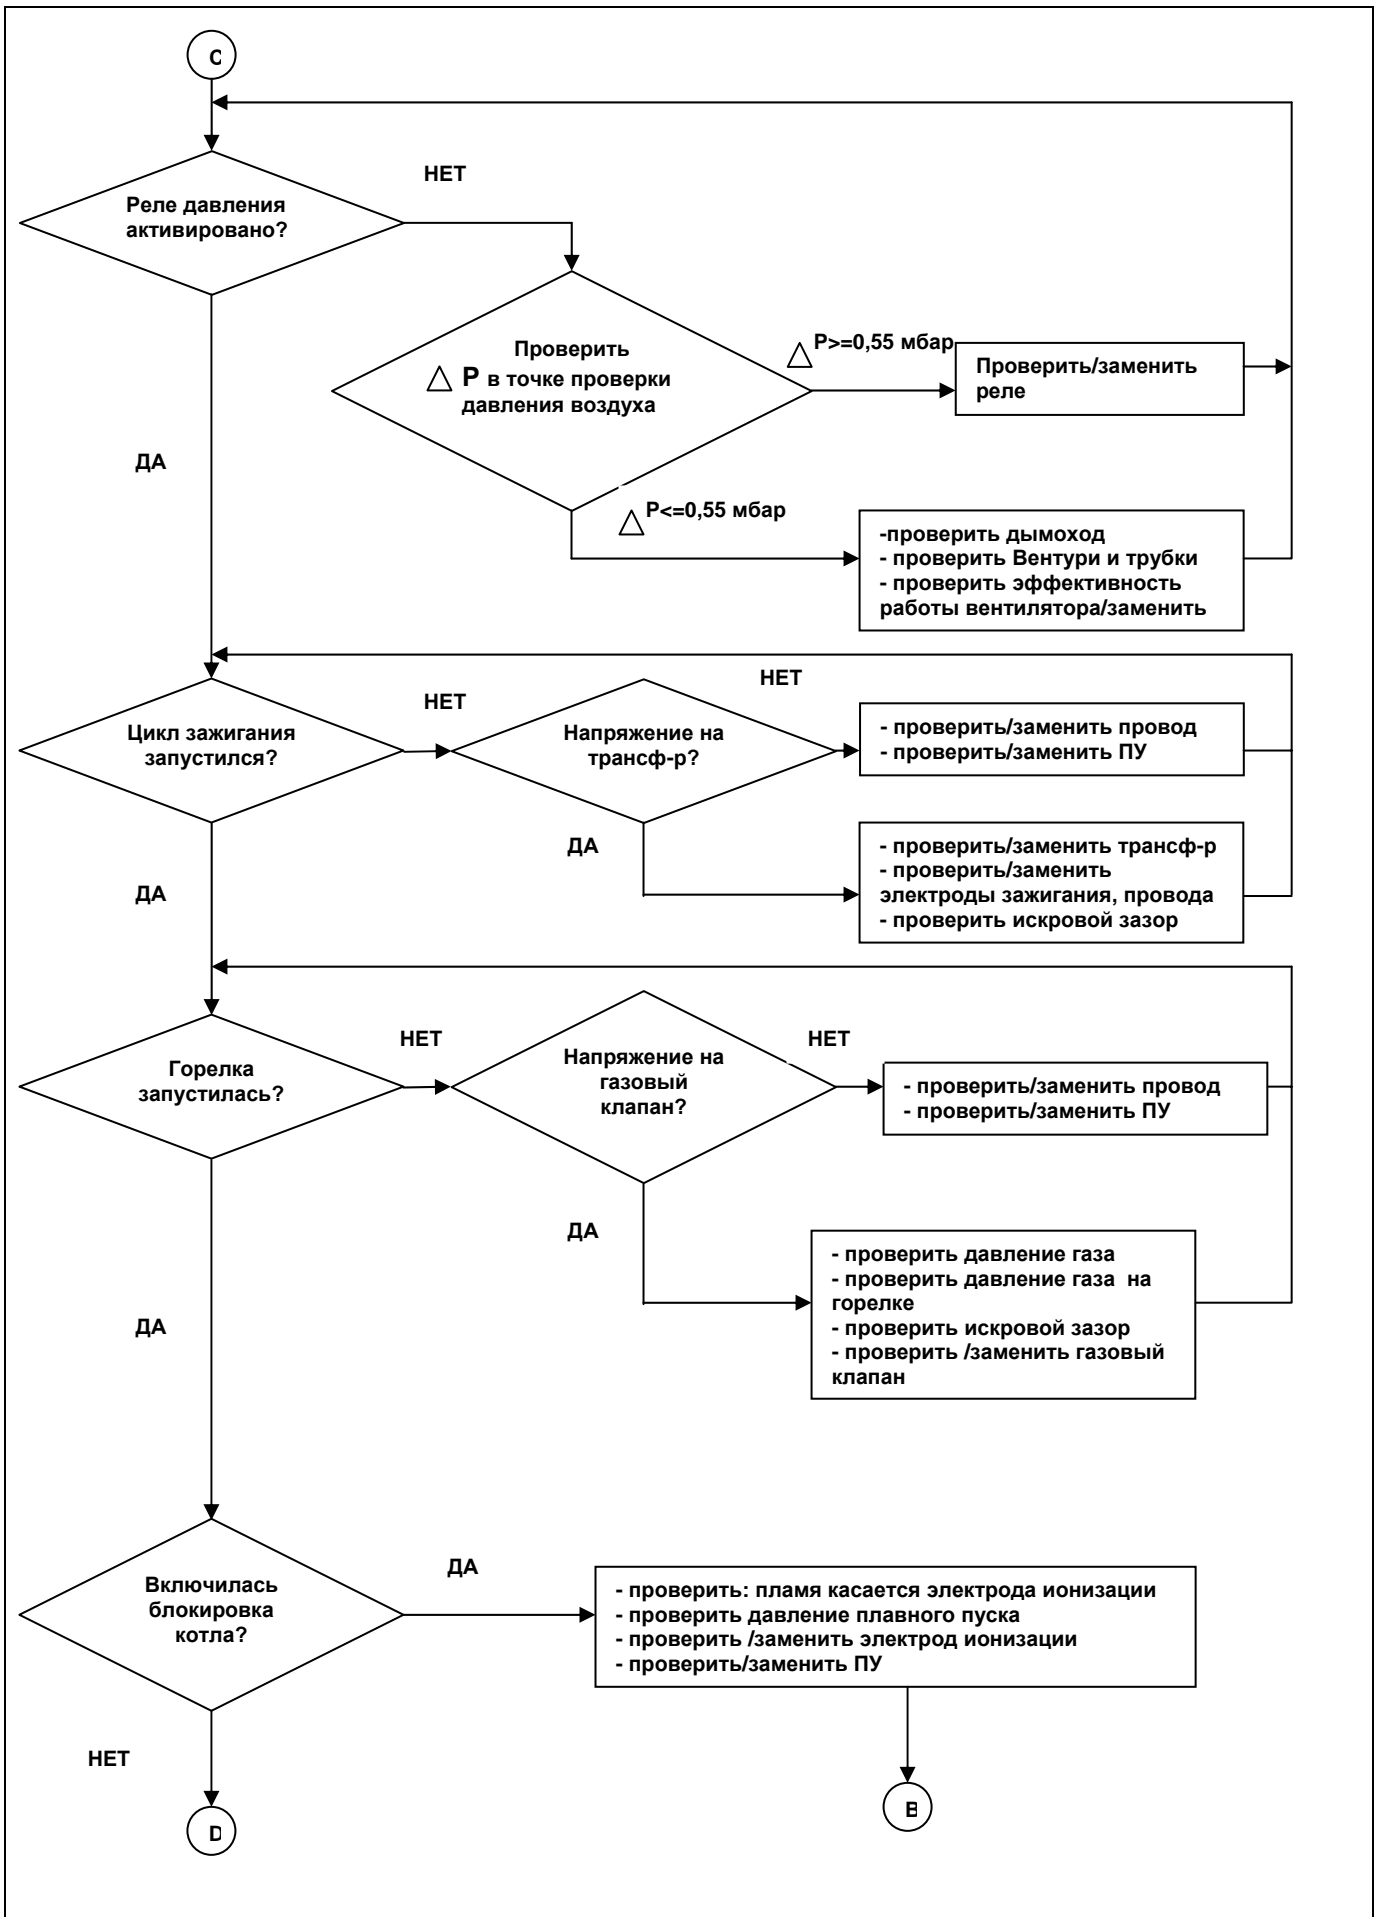 C
НЕТ
Реле давления
активировано?
Проверить
△ P в точке проверки
давления воздуха
△ P>=0,55 мбар
Проверить/заменить
реле
ДА
△ P<=0,55 мбар
-проверить дымоход
- проверить Вентури и трубки
- проверить эффективность
работы вентилятора/заменить
Цикл зажигания
запустился?
НЕТ
Напряжение на
трансф-р?
НЕТ
- проверить/заменить провод
- проверить/заменить ПУ
ДА
- проверить/заменить трансф-р
- проверить/заменить
электроды зажигания, провода
- проверить искровой зазор
ДА
Горелка
запустилась?
НЕТ
Напряжение на
газовый
клапан?
НЕТ
- проверить/заменить провод
- проверить/заменить ПУ
ДА
- проверить давление газа
- проверить давление газа  на
горелке
- проверить искровой зазор
- проверить /заменить газовый
клапан
ДА
Включилась
блокировка
котла?
ДА
- проверить: пламя касается электрода ионизации
- проверить давление плавного пуска
- проверить /заменить электрод ионизации
- проверить/заменить ПУ
НЕТ
B
D